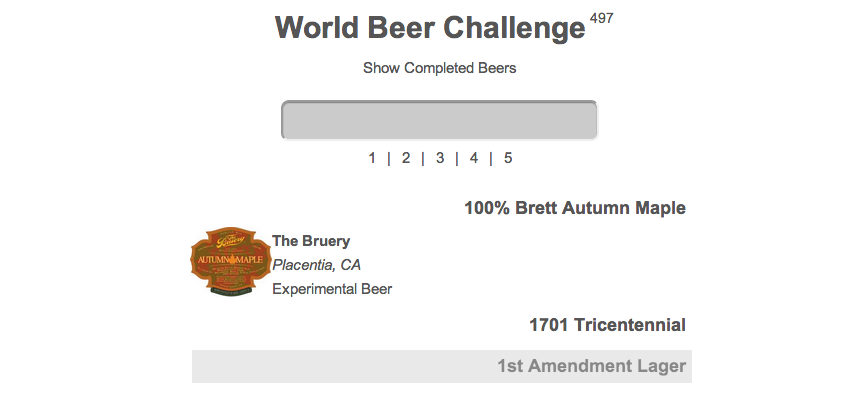 World Beer Challenge 497
Show Completed Beers
1 | 2 | 3 | 4 | 5
100% Brett Autumn Maple
The Bruery
AUTUMN MAPLE
The Bruery
Placentia, CA
Experimental Beer
1701 Tricentennial
1st Amendment Lager